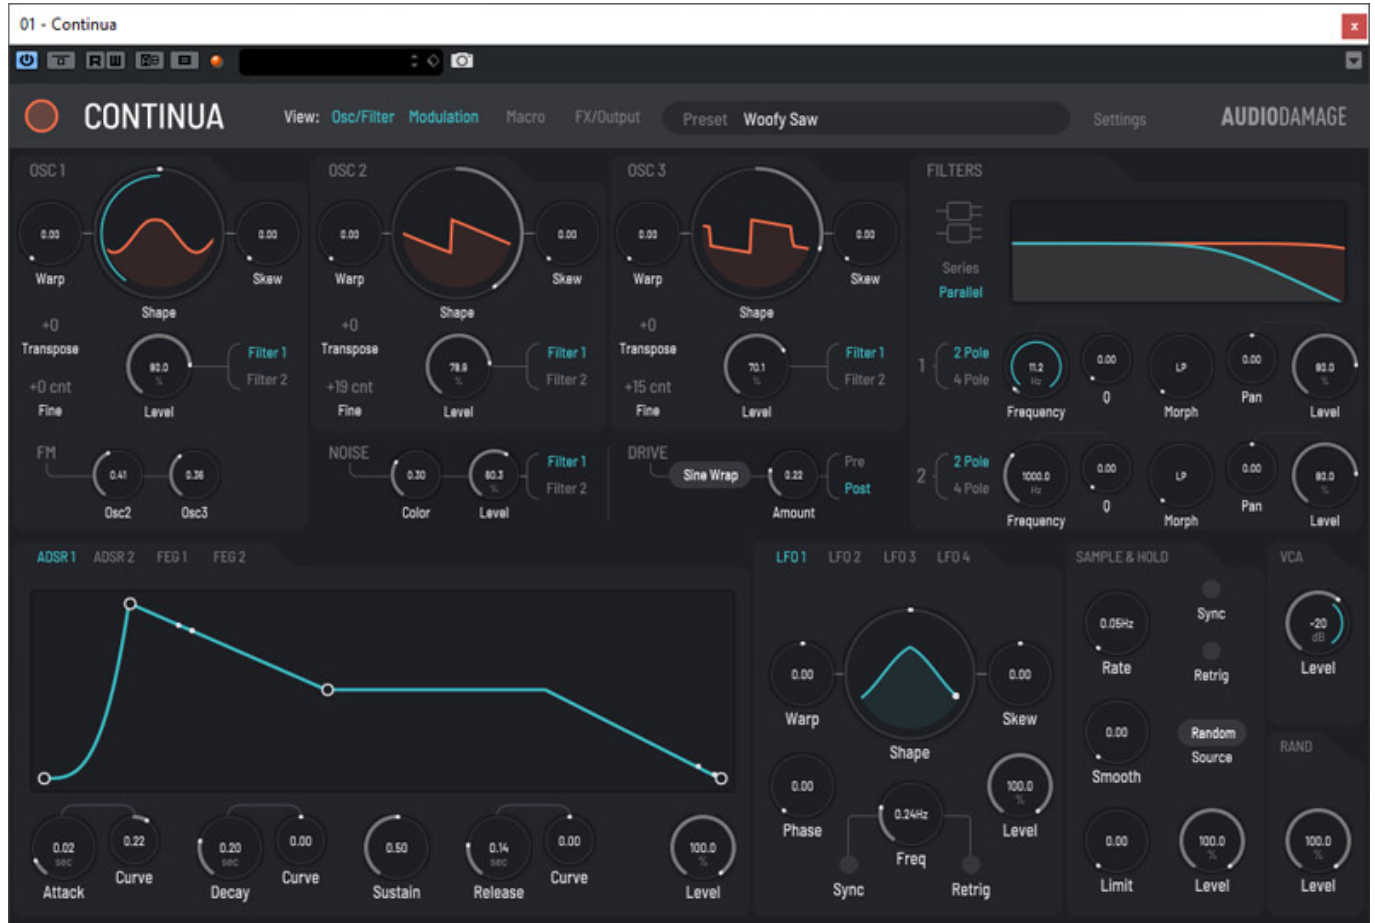 01 - Continua
x
R W
AB
CONTINUA View: Osc/Filter Modulation Macro FX/Output Preset Woofy Saw Settings AUDIODAMAGE
OSC 1 OSC 2 OSC 3 FILTERS
0.00 0.00 0.00 0.00 0.00 0.00
Warp Skew Warp Skew Warp Skew Series
Parallel
Shape Shape Shape
+0 +0 +0
Transpose Filter 1 Transpose Filter 1 Transpose Filter 1
80.0 % Filter 2 78.9 % Filter 2 70.1 % Filter 2
+0 cnt +19 cnt +15 cnt
Fine Level Fine Level Fine Level
1 2 Pole 4 Pole 11.2 Hz 0.00 LP 0.00 80.0 %
Frequency Q Morph Pan Level
FM NOISE DRIVE
0.41 0.36 0.30 60.3 % Filter 1 Filter 2 Sine Wrap 0.22 Pre Post
Osc2 Osc3 Color Level Amount
2 2 Pole 4 Pole 1000.0 Hz 0.00 LP 0.00 80.0 %
Frequency Q Morph Pan Level
ADSR 1 ADSR 2 FEG 1 FEG 2 LFO 1 LFO 2 LFO 3 LFO 4 SAMPLE & HOLD VCA
0.02 sec 0.22 0.20 sec 0.00 0.50 0.14 sec 0.00 100.0 %
Attack Curve Decay Curve Sustain Release Curve Level
0.00 0.00
Warp Skew
Shape
0.00 0.24Hz 100.0 %
Phase Freq Level
Sync Retrig
0.05Hz Sync
Rate Retrig
0.00 Random
Smooth Source
0.00 100.0 %
Limit Level
-20 dB
Level
RAND
100.0 %
Level